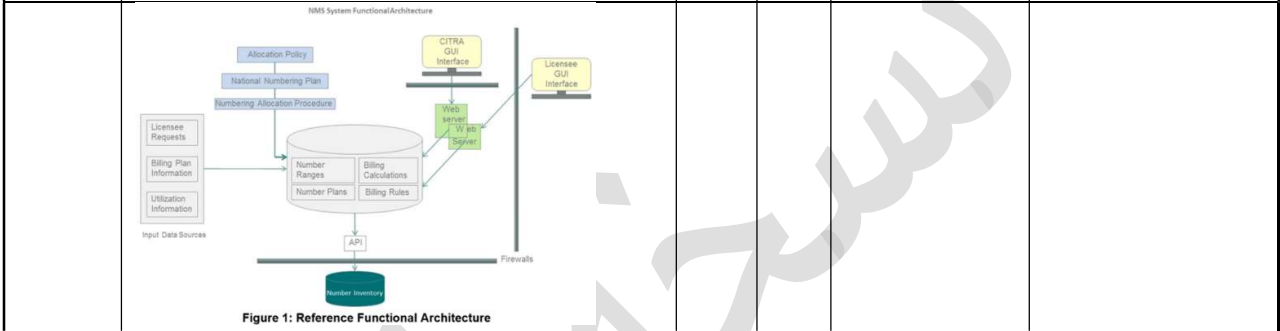 NMS System Functional Architecture
CITRA
GUI
Interface
Licensee
GUI
Interface
Allocation Policy
National Numbering Plan
Numbering Allocation Procedure
Web
server
Web
Server
Licensee
Requests
Billing Plan
Information
Utilization
Information
Input Data Sources
Number
Ranges
Billing
Calculations
Number Plans
Billing Rules
API
Firewalls
Number Inventory
Figure 1: Reference Functional Architecture